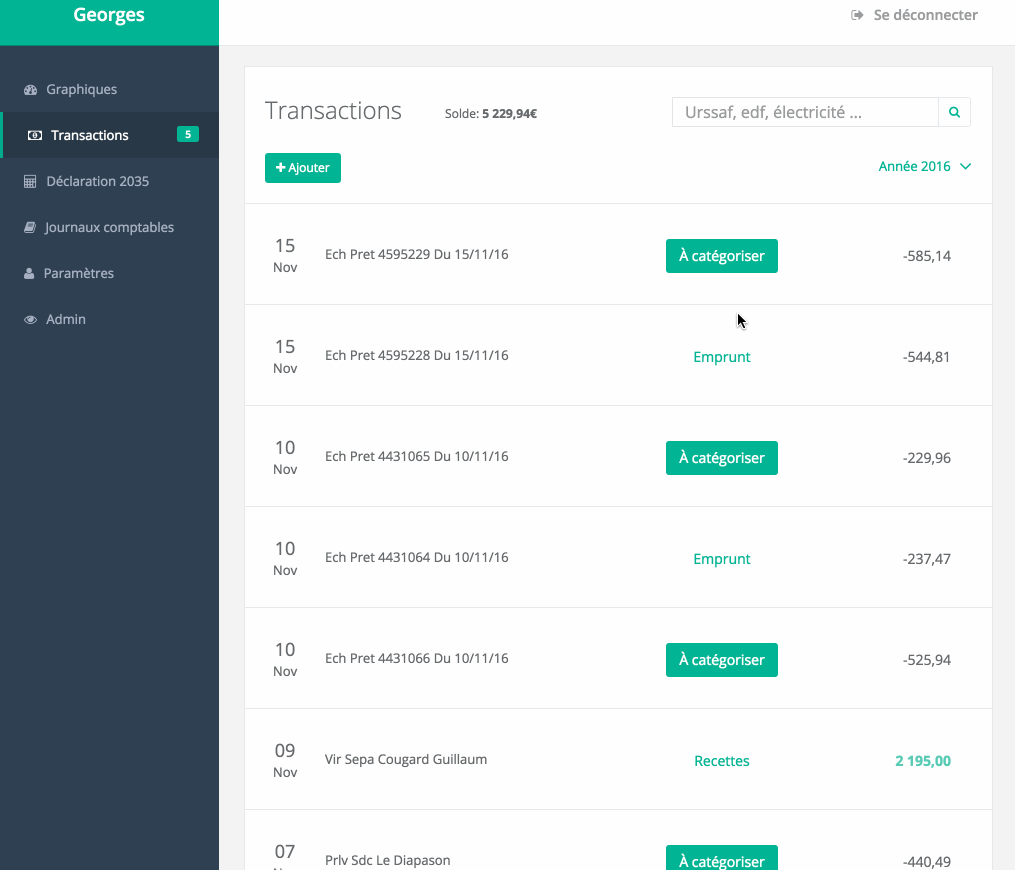 Georges
Se déconnecter
Graphiques
Transactions 5
Déclaration 2035
Journaux comptables
Paramètres
Admin
Transactions Solde: 5 229,94€ Urssaf, edf, électricité ...
+ Ajouter Année 2016
15 Nov Ech Pret 4595229 Du 15/11/16 À catégoriser -585,14
15 Nov Ech Pret 4595228 Du 15/11/16 Emprunt -544,81
10 Nov Ech Pret 4431065 Du 10/11/16 À catégoriser -229,96
10 Nov Ech Pret 4431064 Du 10/11/16 Emprunt -237,47
10 Nov Ech Pret 4431066 Du 10/11/16 À catégoriser -525,94
09 Nov Vir Sepa Cougard Guillaum Recettes 2 195,00
07 Prlv Sdc Le Diapason À catégoriser -440,49